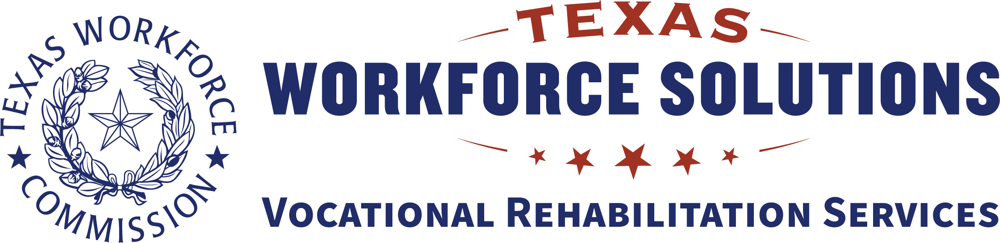 TEXAS WORKFORCE
COMMISSION
TEXAS
WORKFORCE SOLUTIONS
VOCATIONAL REHABILITATION SERVICES